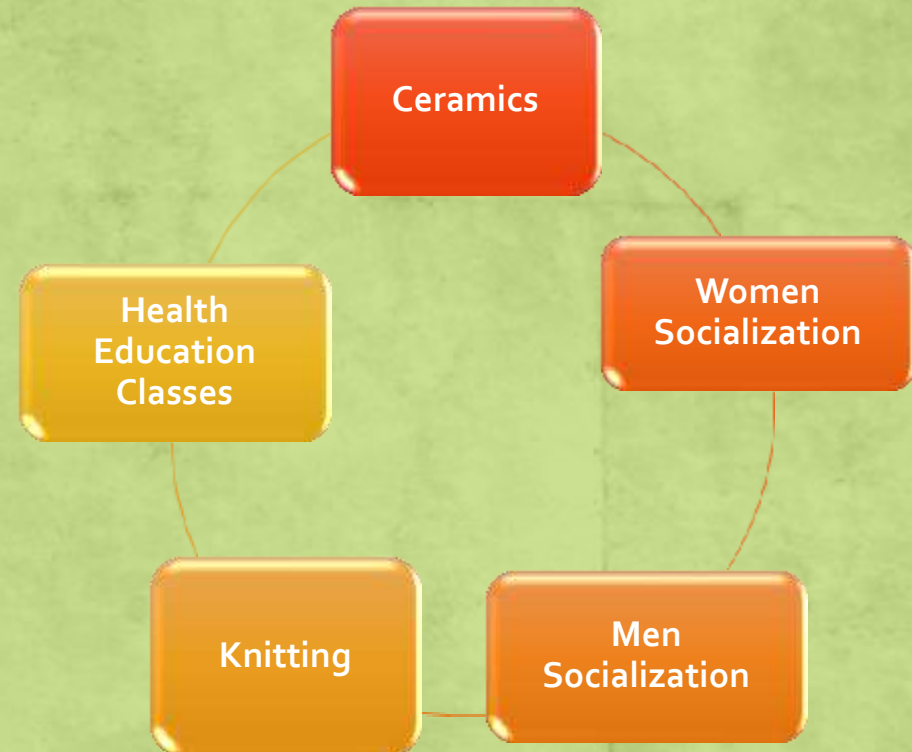 Ceramics
Women
Socialization
Men
Socialization
Knitting
Health
Education
Classes